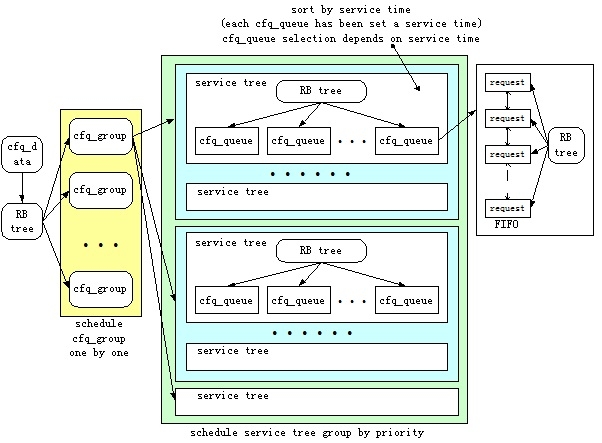 sort by service time
(each cfq_queue has been set a service time)
cfq_queue selection depends on service time
cfq_d
ata
RB
tree
cfq_group
cfq_group
• • •
cfq_group
schedule
cfq_group
one by one
service tree
RB tree
cfq_queue
cfq_queue
• • •
cfq_queue
• • • • • •
service tree
service tree
RB tree
cfq_queue
cfq_queue
• • •
cfq_queue
• • • • • •
service tree
service tree
schedule service tree group by priority
request
request
request
request
FIFO
RB
tree